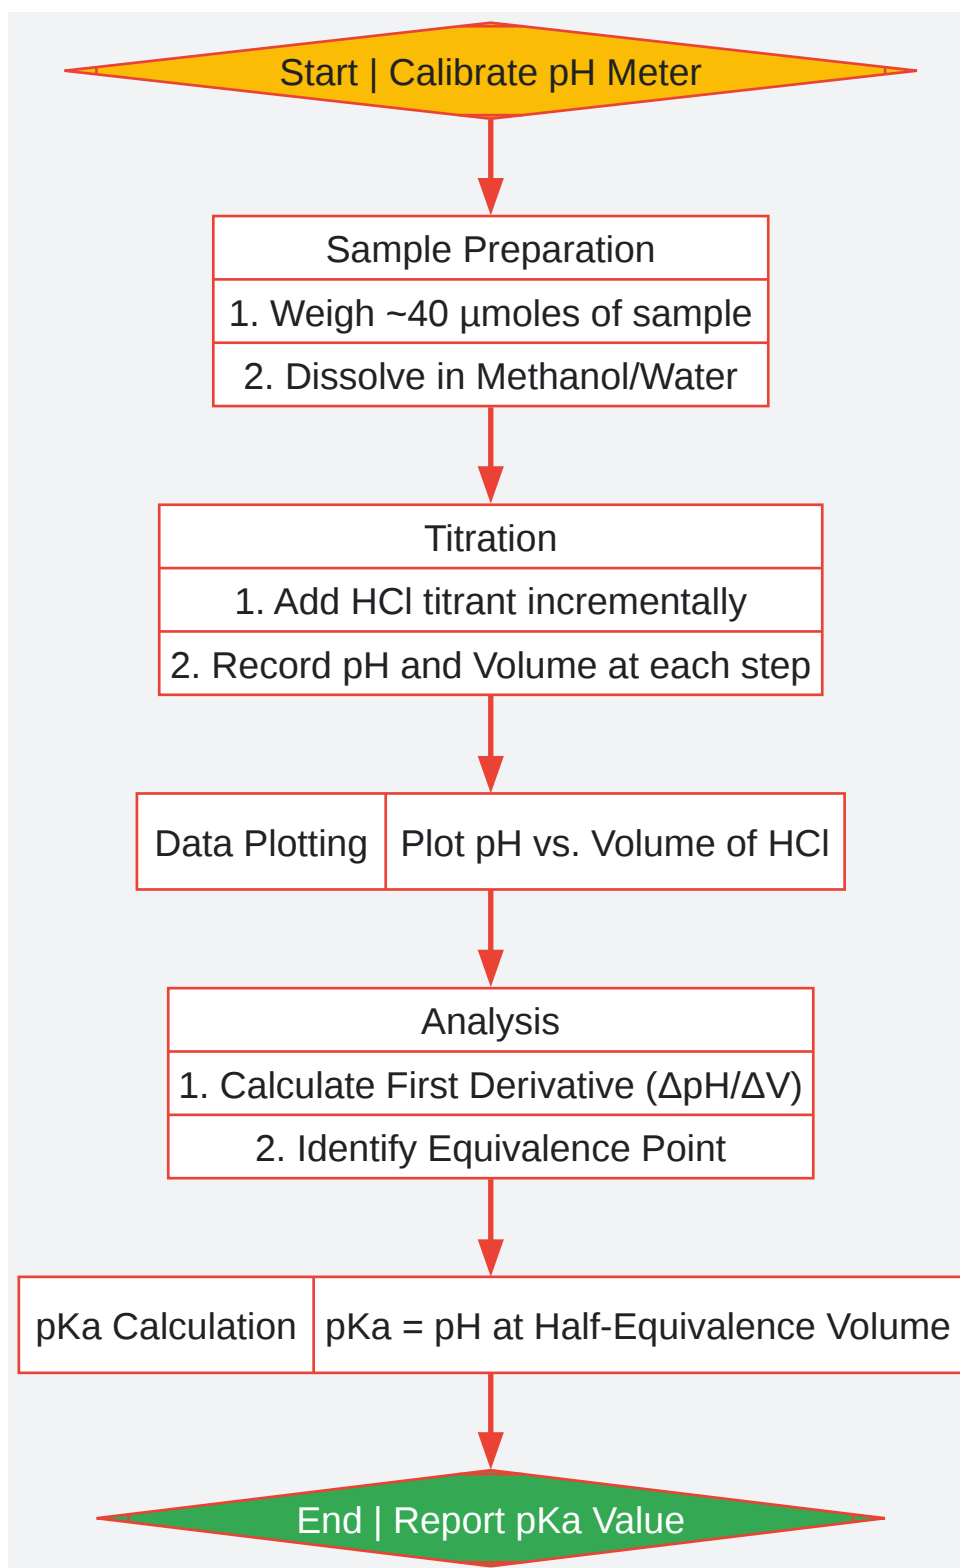 Start | Calibrate pH Meter
Sample Preparation
1. Weigh ~40 µmoles of sample
2. Dissolve in Methanol/Water
Titration
1. Add HCl titrant incrementally
2. Record pH and Volume at each step
Data Plotting
Plot pH vs. Volume of HCl
Analysis
1. Calculate First Derivative (ΔpH/ΔV)
2. Identify Equivalence Point
pKa Calculation
pKa = pH at Half-Equivalence Volume
End | Report pKa Value